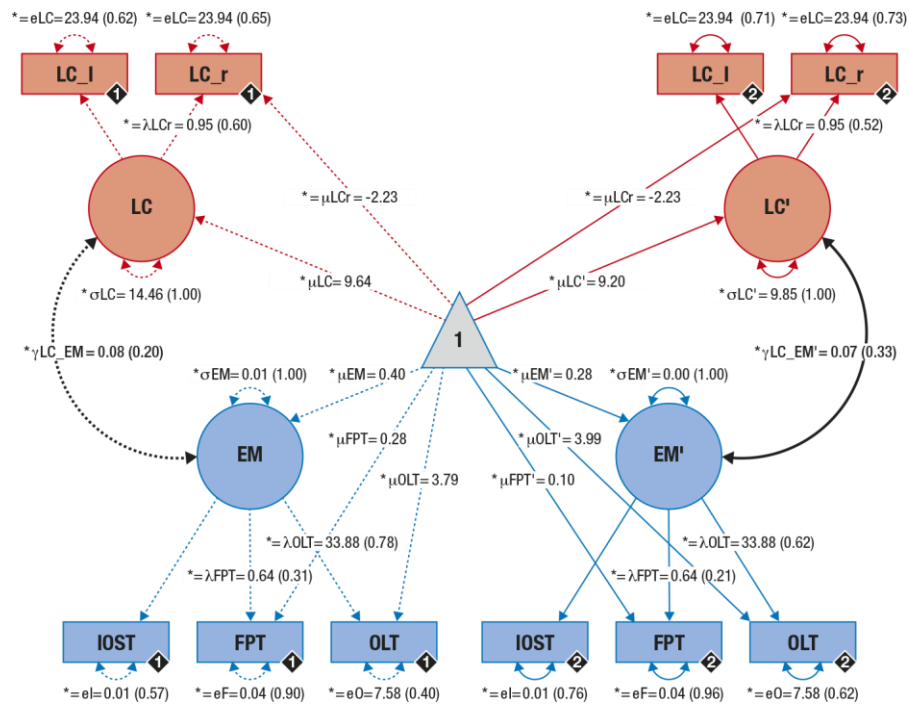 *=eLC=23.94 (0.62) *=eLC=23.94 (0.65) *=eLC=23.94 (0.71) *=eLC=23.94 (0.73)
LC_l LC_r LC_l LC_r
1 1 2 2
*=λLCr=0.95 (0.60) *=λLCr=0.95 (0.52)
LC LC'
*=μLCr=-2.23 *=μLCr=-2.23
*μLC=9.64 *μLC'=9.20
*σLC=14.46 (1.00) *σLC'=9.85 (1.00)
1
*γLC_EM=0.08 (0.20) *γLC_EM'=0.07 (0.33)
*σEM=0.01 (1.00) *μEM=0.40 *μEM'=0.28 *σEM'=0.00 (1.00)
*μFPT=0.28 *μOLT'=3.99
EM EM'
*μOLT=3.79 *μFPT'=0.10
*=λOLT=33.88 (0.78) *=λOLT=33.88 (0.62)
*=λFPT=0.64 (0.31) *=λFPT=0.64 (0.21)
IOST FPT OLT IOST FPT OLT
1 1 1 2 2 2
*=eI=0.01 (0.57) *=eF=0.04 (0.90) *=eO=7.58 (0.40) *=eI=0.01 (0.76) *=eF=0.04 (0.96) *=eO=7.58 (0.62)